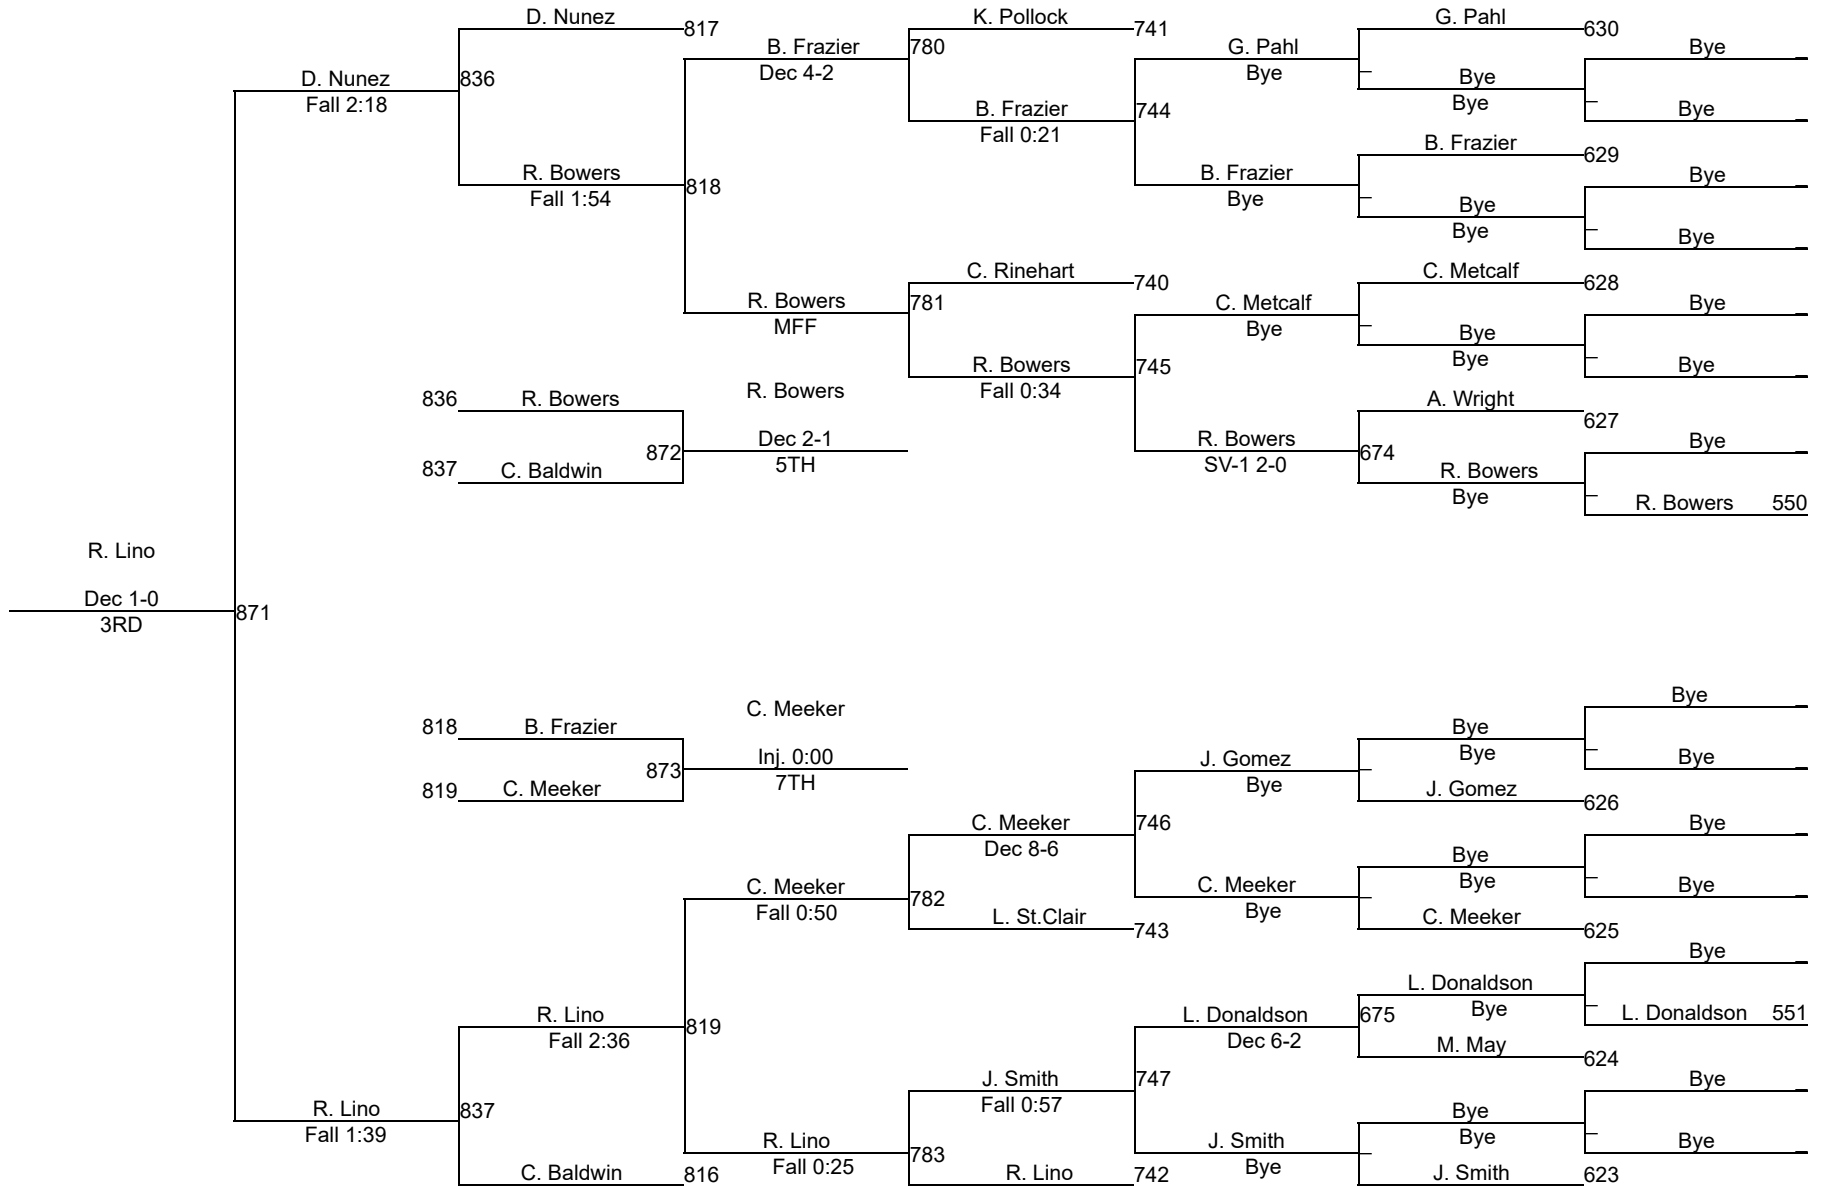 D. Nunez
817
K. Pollock
741
G. Pahl
630
B. Frazier
780
G. Pahl
Bye
Dec 4-2
Bye
Bye
D. Nunez
836
Bye
Fall 2:18
B. Frazier
744
Bye
Fall 0:21
B. Frazier
629
R. Bowers
818
B. Frazier
Bye
Fall 1:54
Bye
Bye
Bye
Bye
C. Rinehart
740
C. Metcalf
628
R. Bowers
781
C. Metcalf
Bye
MFF
Bye
Bye
R. Bowers
745
Bye
Bye
Fall 0:34
R. Bowers
836
R. Bowers
A. Wright
627
Dec 2-1
R. Bowers
Bye
872
5TH
SV-1 2-0
674
837
C. Baldwin
R. Bowers
Bye
R. Bowers
550
R. Lino
Dec 1-0
871
3RD
Bye
C. Meeker
818
B. Frazier
Bye
Inj. 0:00
J. Gomez
Bye
Bye
873
7TH
Bye
819
C. Meeker
J. Gomez
626
C. Meeker
746
Bye
Dec 8-6
Bye
C. Meeker
782
C. Meeker
Bye
Bye
Fall 0:50
Bye
L. St.Clair
743
C. Meeker
625
Bye
L. Donaldson
R. Lino
819
L. Donaldson
675
Bye
L. Donaldson
551
Fall 2:36
Dec 6-2
M. May
624
J. Smith
747
Bye
Fall 0:57
R. Lino
837
Bye
Fall 1:39
R. Lino
783
J. Smith
Bye
Bye
Fall 0:25
Bye
C. Baldwin
816
R. Lino
742
J. Smith
623